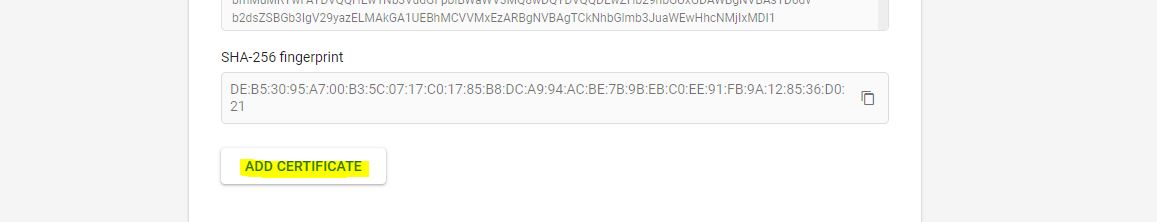 b2dsZSBGb3IgV29yazELMAkGA1UEBhMCVVMxEzARBgNVBAgTCkNhbGlmb3JuaWEwHhcNMjIxMDI1
SHA-256 fingerprint
DE:B5:30:95:A7:00:B3:5C:07:17:C0:17:85:B8:DC:A9:94:AC:BE:7B:9B:EB:C0:EE:91:FB:9A:12:85:36:D0:
21
ADD CERTIFICATE